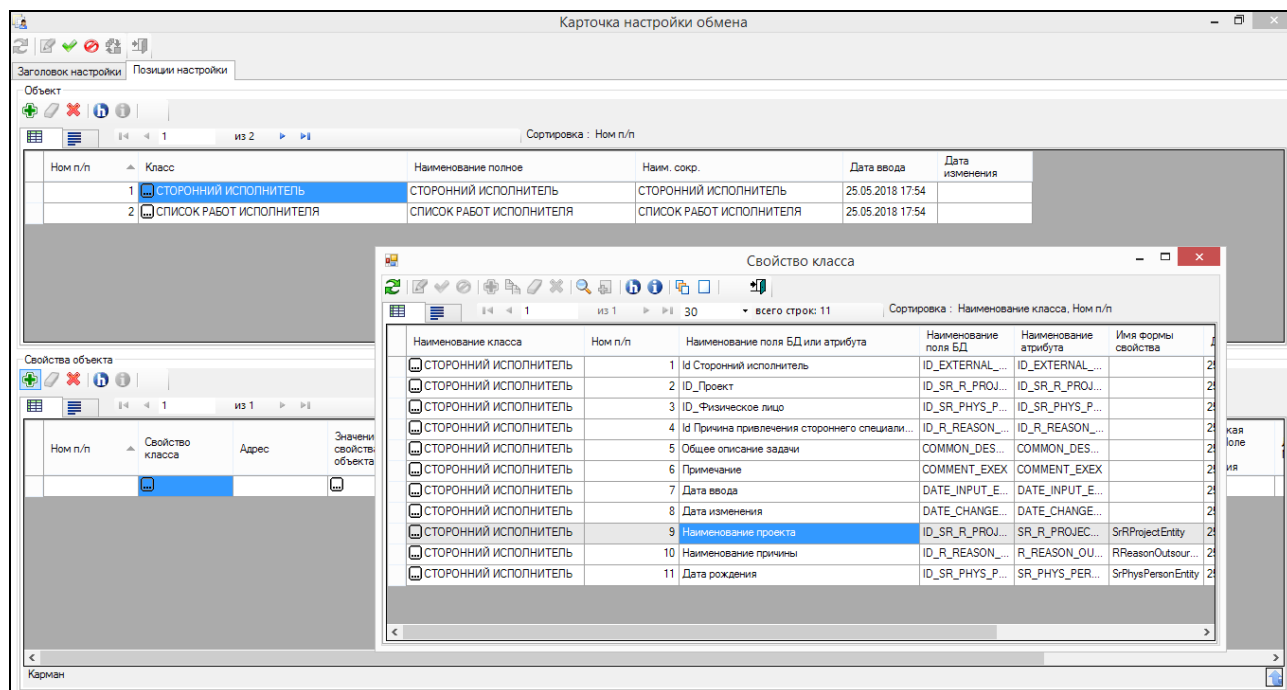 Карточка настройки обмена
Заголовок настройки Позиции настройки
Объект
1 из 2 Сортировка : Ном п/п
Ном п/п Класс Наименование полное Наим. сокр. Дата ввода Дата изменения
1 ... СТОРОННИЙ ИСПОЛНИТЕЛЬ СТОРОННИЙ ИСПОЛНИТЕЛЬ СТОРОННИЙ ИСПОЛНИТЕЛЬ 25.05.2018 17:54
2 ... СПИСОК РАБОТ ИСПОЛНИТЕЛЯ СПИСОК РАБОТ ИСПОЛНИТЕЛЯ СПИСОК РАБОТ ИСПОЛНИТЕЛЯ 25.05.2018 17:54
Свойство класса
1 из 1 30 всего строк: 11 Сортировка : Наименование класса, Ном п/п
Наименование класса Ном п/п Наименование поля БД или атрибута Наименование поля БД Наименование атрибута Имя формы свойства
... СТОРОННИЙ ИСПОЛНИТЕЛЬ 1 Id Сторонний исполнитель ID_EXTERNAL_... ID_EXTERNAL_...
... СТОРОННИЙ ИСПОЛНИТЕЛЬ 2 ID_Проект ID_SR_R_PROJ... ID_SR_R_PROJ...
... СТОРОННИЙ ИСПОЛНИТЕЛЬ 3 ID_Физическое лицо ID_SR_PHYS_P... ID_SR_PHYS_P...
... СТОРОННИЙ ИСПОЛНИТЕЛЬ 4 Id Причина привлечения стороннего специали... ID_R_REASON_... ID_R_REASON_...
... СТОРОННИЙ ИСПОЛНИТЕЛЬ 5 Общее описание задачи COMMON_DES... COMMON_DES...
... СТОРОННИЙ ИСПОЛНИТЕЛЬ 6 Примечание COMMENT_EXEX COMMENT_EXEX
... СТОРОННИЙ ИСПОЛНИТЕЛЬ 7 Дата ввода DATE_INPUT_E... DATE_INPUT_E...
... СТОРОННИЙ ИСПОЛНИТЕЛЬ 8 Дата изменения DATE_CHANGE... DATE_CHANGE...
... СТОРОННИЙ ИСПОЛНИТЕЛЬ 9 Наименование проекта ID_SR_R_PROJ... SR_R_PROJEC... SrRProjectEntity
... СТОРОННИЙ ИСПОЛНИТЕЛЬ 10 Наименование причины ID_R_REASON_... R_REASON_OU... RReasonOutsour...
... СТОРОННИЙ ИСПОЛНИТЕЛЬ 11 Дата рождения ID_SR_PHYS_P... SR_PHYS_PER... SrPhysPersonEntity
Свойства объекта
1 из 1
Ном п/п Свойство класса Адрес
Карман